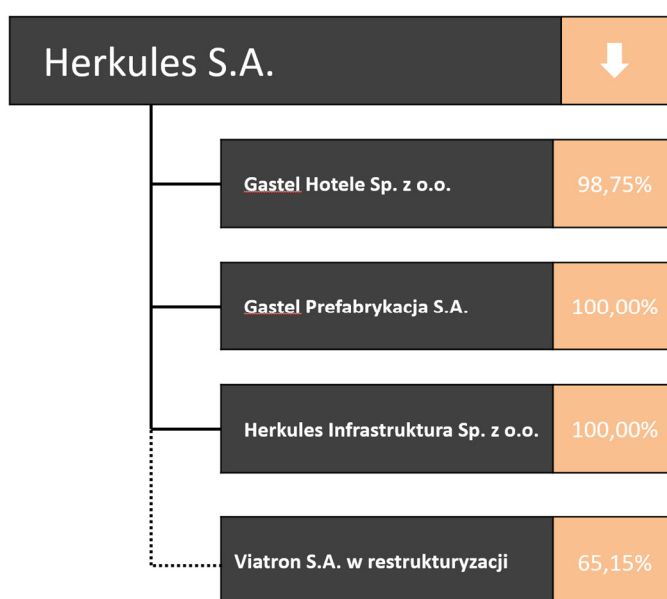 Herkules S.A.
Gastel Hotele Sp. z o.o. 98,75%
Gastel Prefabrykacja S.A. 100,00%
Herkules Infrastruktura Sp. z o.o. 100,00%
Viatron S.A. w restrukturyzacji 65,15%